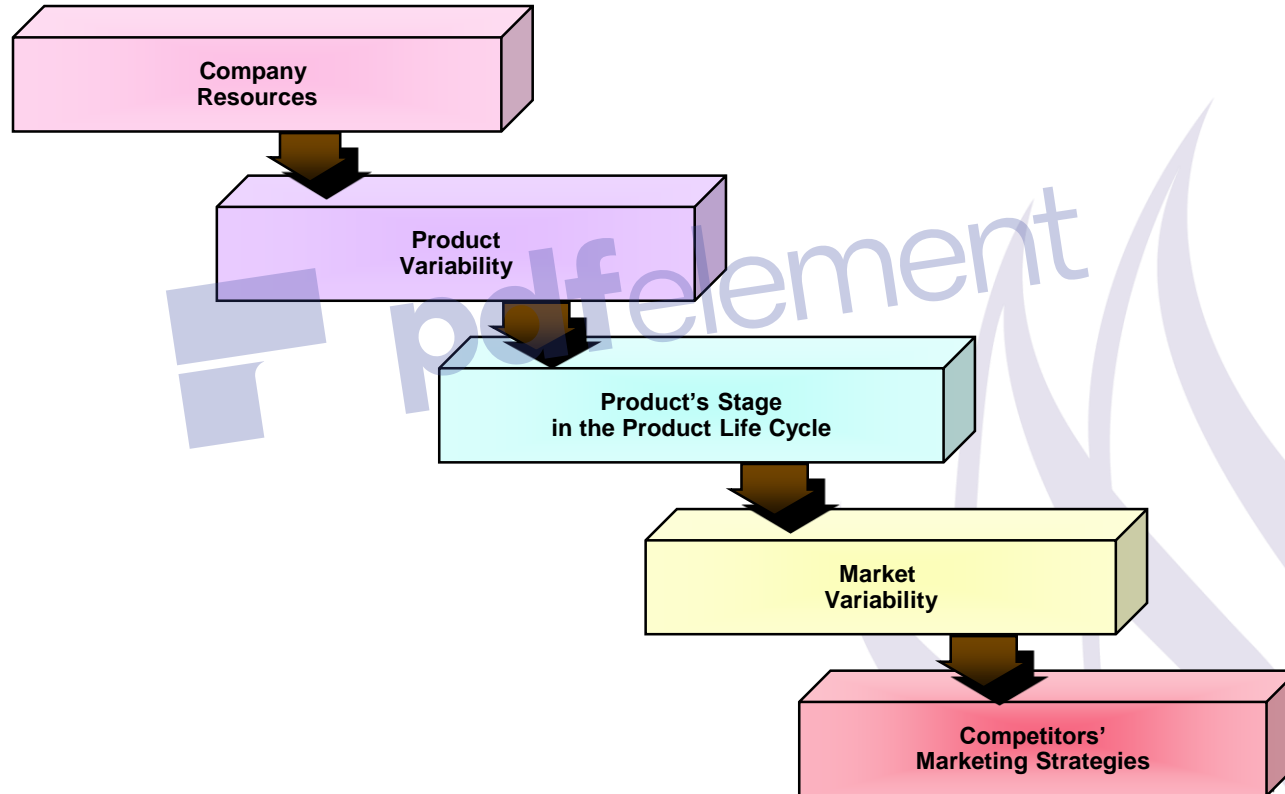 Company
Resources
Product
Variability
pdfelement
Product's Stage
in the Product Life Cycle
Market
Variability
Competitors'
Marketing Strategies